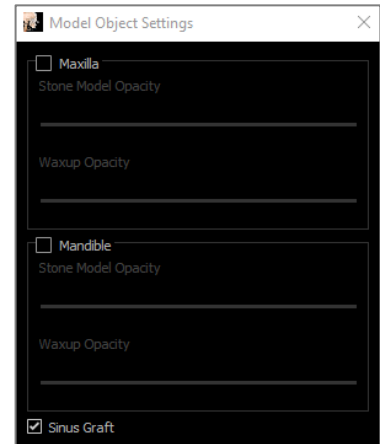 Model Object Settings
Maxilla
Stone Model Opacity
Waxup Opacity
Mandible
Stone Model Opacity
Waxup Opacity
Sinus Graft